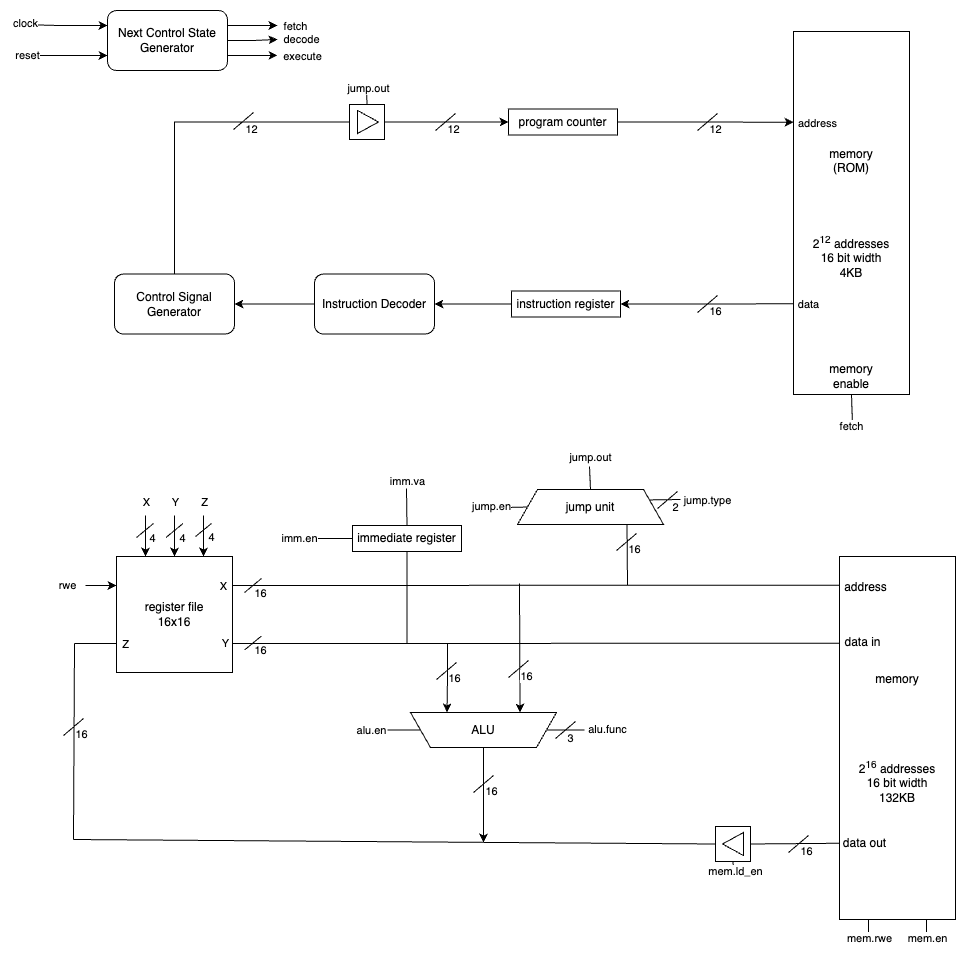 clock
reset
Next Control State
Generator
fetch
decode
execute
jump.out
12
12
program counter
12
address
memory
(ROM)
2^12 addresses
16 bit width
4KB
data
memory
enable
fetch
Control Signal
Generator
Instruction Decoder
instruction register
16
jump.out
jump.en
jump unit
jump.type
2
16
imm.va
imm.en
immediate register
X
Y
Z
4
4
4
rwe
register file
16x16
X
16
Y
16
Z
16
16
16
alu.en
ALU
alu.func
3
16
address
data in
memory
2^16 addresses
16 bit width
132KB
data out
16
mem.ld_en
mem.rwe
mem.en